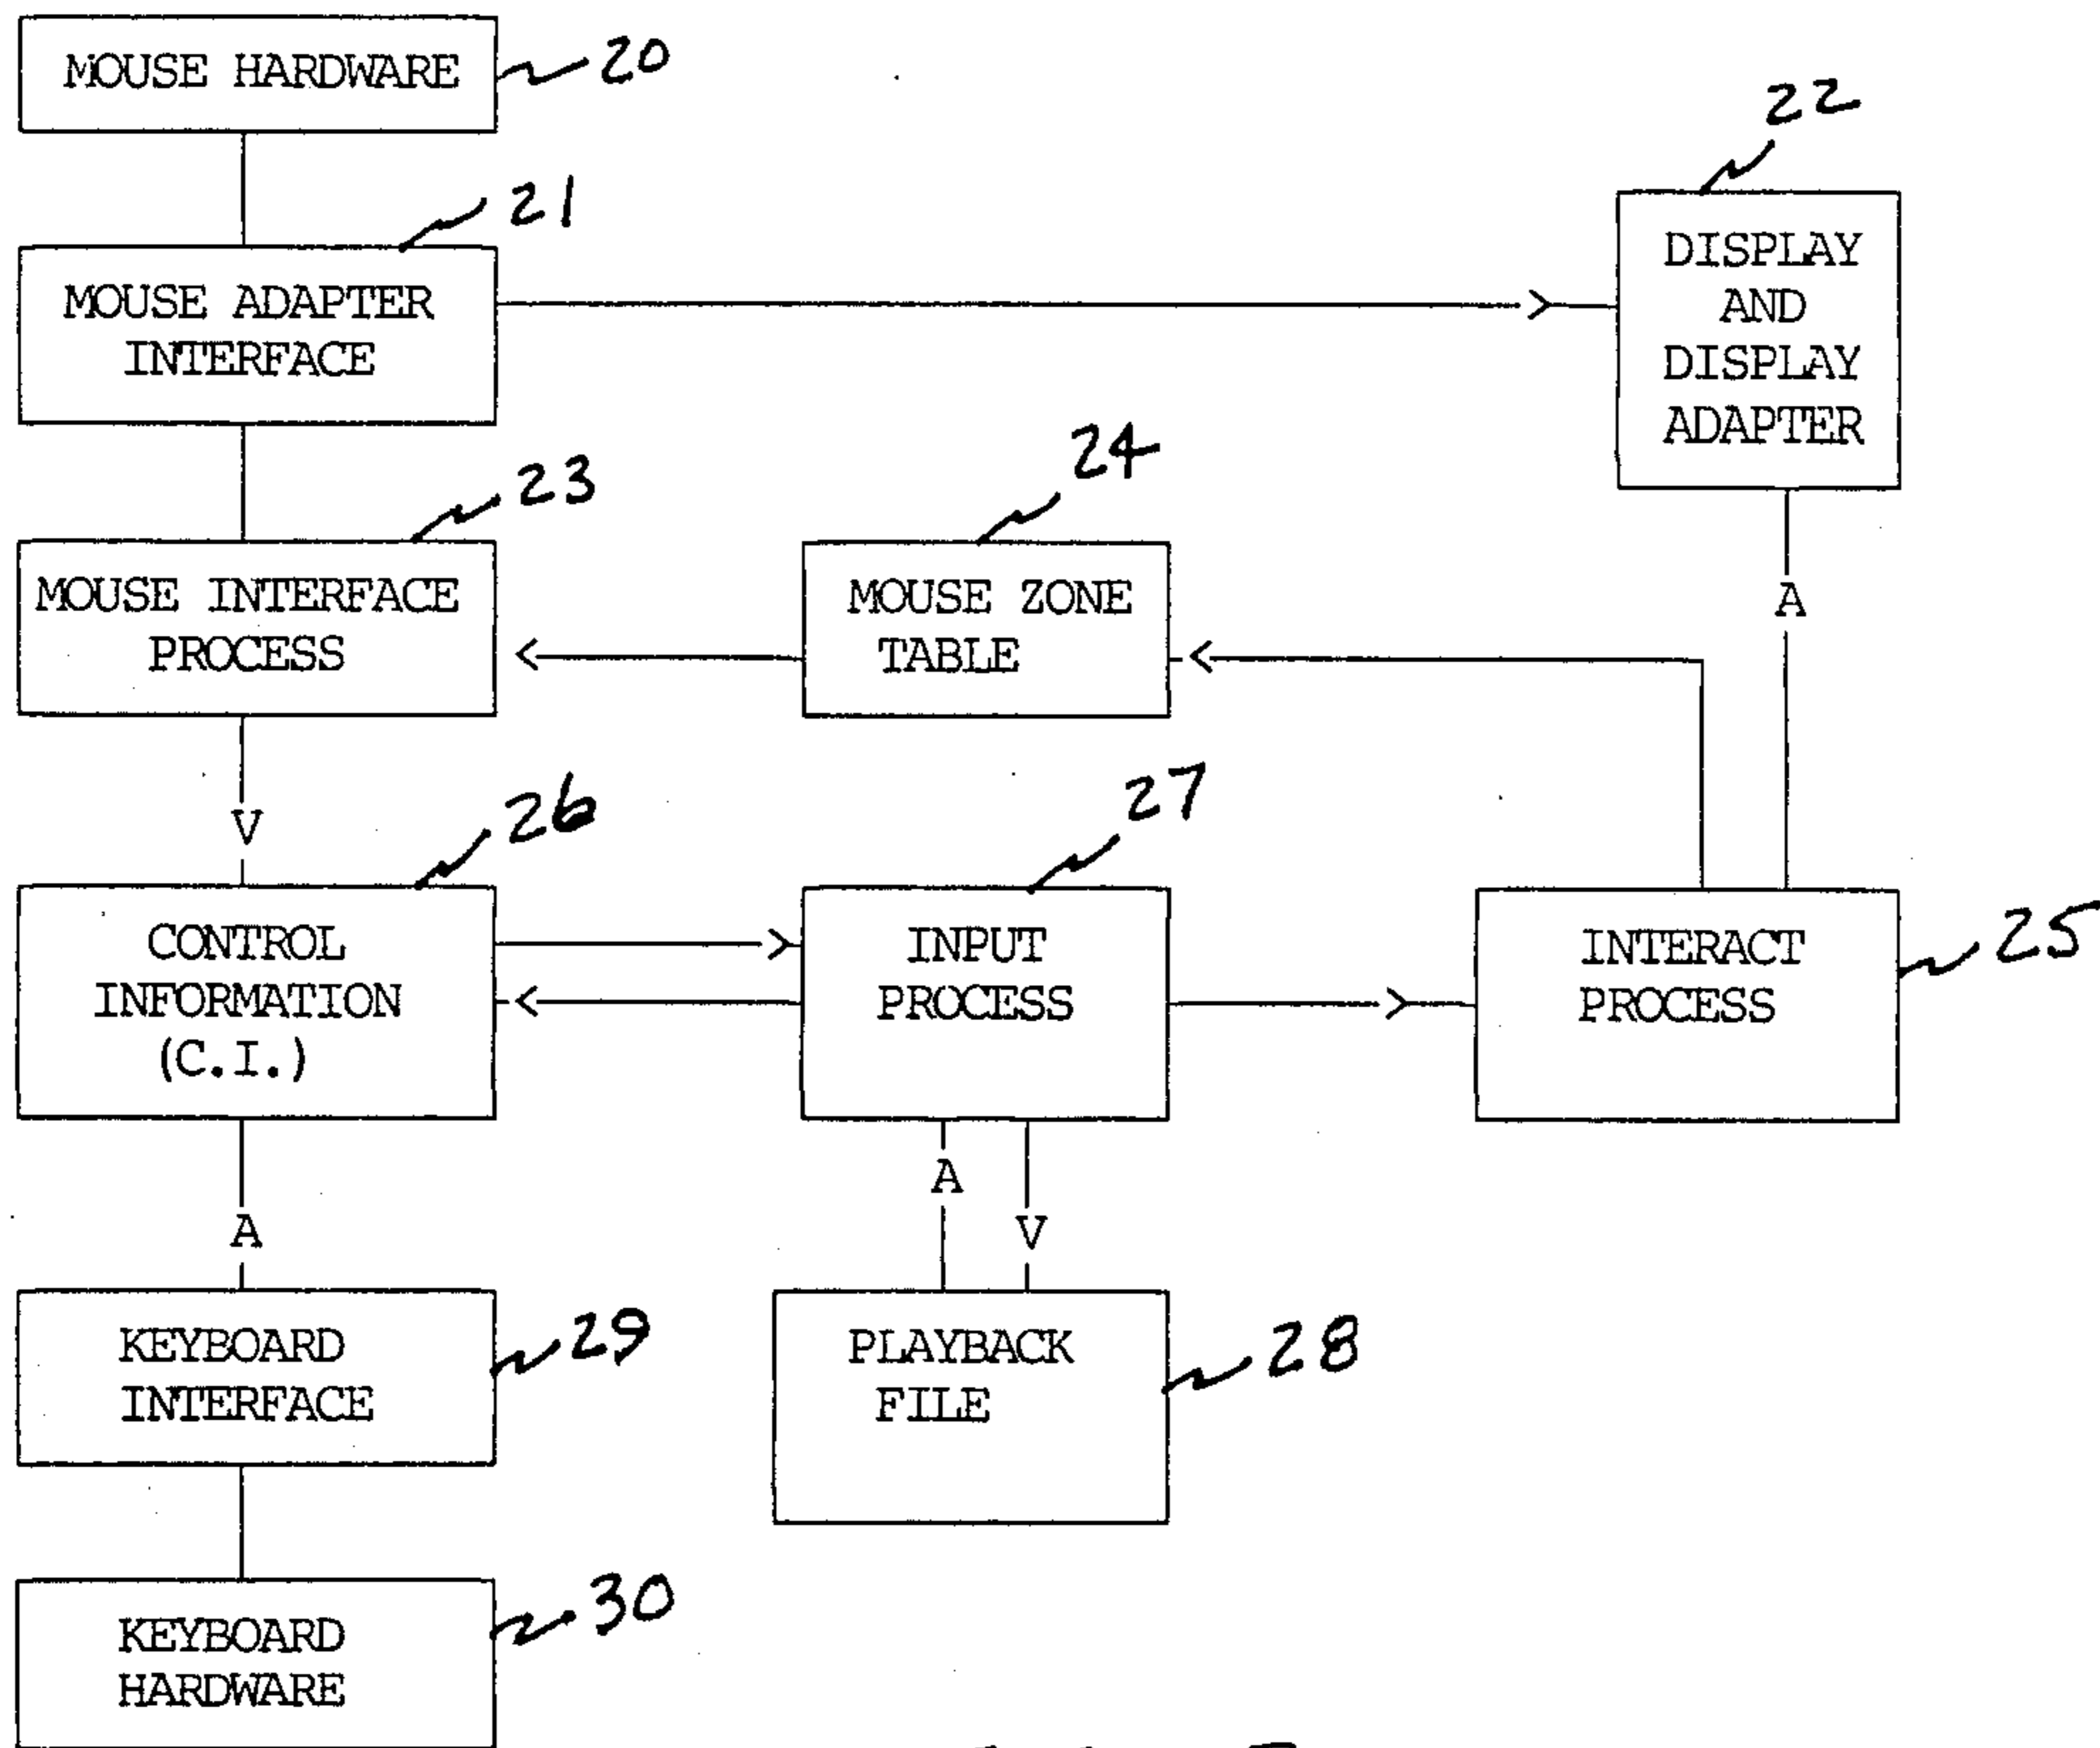 MOUSE HARDWARE
20
21
22
MOUSE ADAPTER
INTERFACE
DISPLAY
AND
DISPLAY
ADAPTER
23
24
MOUSE INTERFACE
PROCESS
MOUSE ZONE
TABLE
A
V
26
27
25
CONTROL
INFORMATION
(C.I.)
INPUT
PROCESS
INTERACT
PROCESS
A
A
V
KEYBOARD
INTERFACE
29
PLAYBACK
FILE
28
KEYBOARD
HARDWARE
30